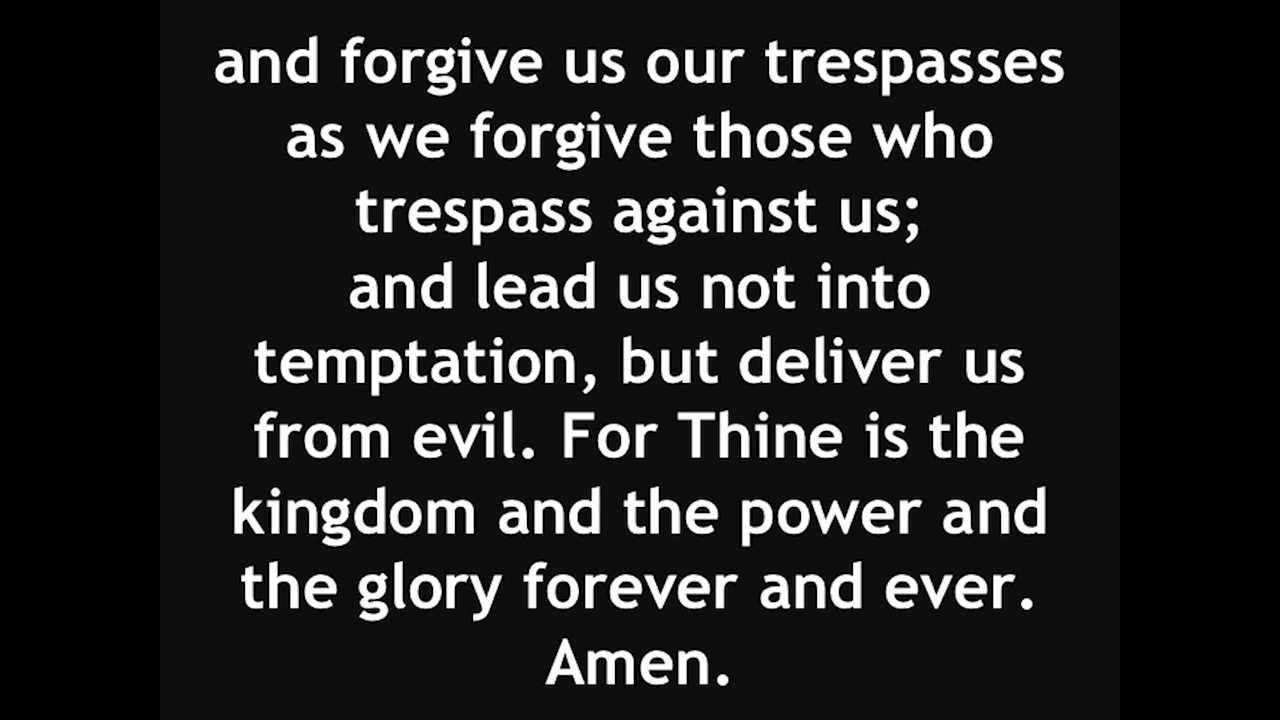 and forgive us our trespasses
as we forgive those who
trespass against us;
and lead us not into
temptation, but deliver us
from evil. For Thine is the
kingdom and the power and
the glory forever and ever.
Amen.